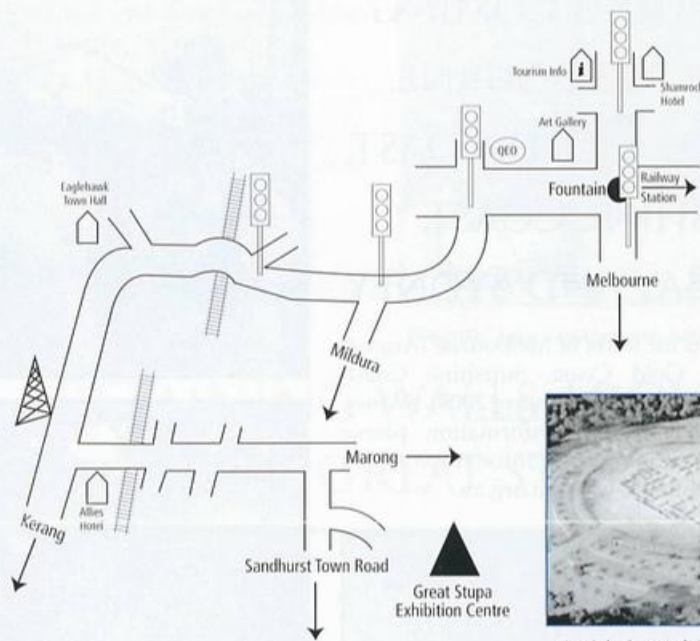 Tourism Info
i
Shamrock
Hotel
Art Gallery
QEO
Fountain
Railway
Station
Eaglehawk
Town Hall
Melbourne
Mildura
Marong
Allies
Hotel
Kerang
Sandhurst Town Road
Great Stupa
Exhibition Centre